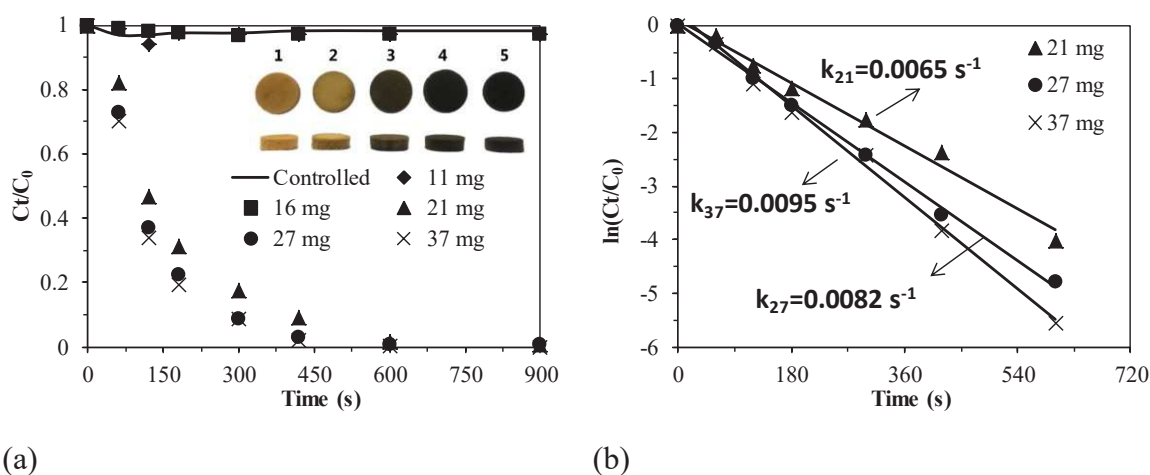 1
0.8
0.6
0.4
0.2
0
Ct/C0
0 150 300 450 600 750 900
Time (s)
1 2 3 4 5
Controlled
11 mg
16 mg
21 mg
27 mg
37 mg
(a)
0
-1
-2
-3
-4
-5
-6
ln(Ct/C0)
0 180 360 540 720
Time (s)
k21=0.0065 s-1
k37=0.0095 s-1
k27=0.0082 s-1
21 mg
27 mg
37 mg
(b)